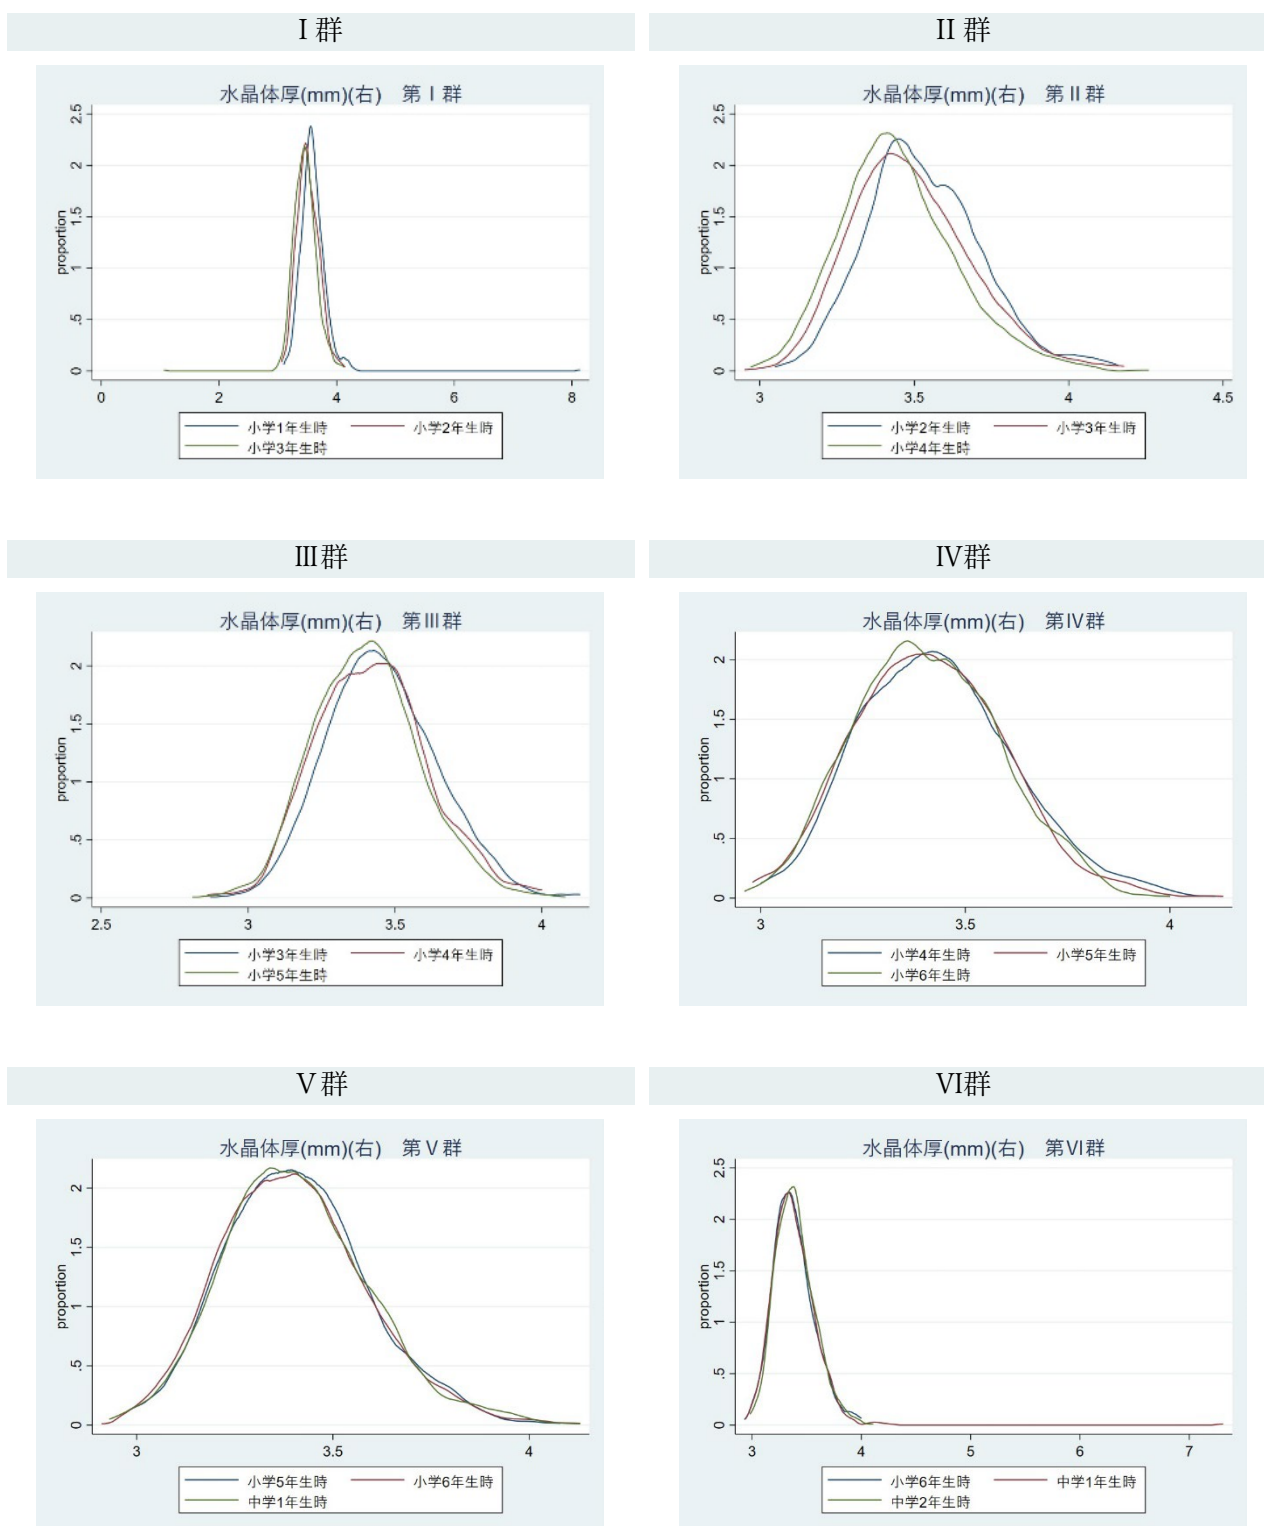 I 群
II 群
水晶体厚(mm)(右) 第Ⅰ群
proportion
2.5
2
1.5
1
.5
0
0 2 4 6 8
小学1年生時 小学2年生時
小学3年生時
水晶体厚(mm)(右) 第Ⅱ群
proportion
2.5
2
1.5
1
.5
0
3 3.5 4 4.5
小学2年生時 小学3年生時
小学4年生時
Ⅲ群
Ⅳ群
水晶体厚(mm)(右) 第Ⅲ群
proportion
2
1.5
1
.5
0
2.5 3 3.5 4
小学3年生時 小学4年生時
小学5年生時
水晶体厚(mm)(右) 第Ⅳ群
proportion
2
1.5
1
.5
0
3 3.5 4
小学4年生時 小学5年生時
小学6年生時
Ⅴ群
Ⅵ群
水晶体厚(mm)(右) 第Ⅴ群
proportion
2
1.5
1
.5
0
3 3.5 4
小学5年生時 小学6年生時
中学1年生時
水晶体厚(mm)(右) 第Ⅵ群
proportion
2.5
2
1.5
1
.5
0
3 4 5 6 7
小学6年生時 中学1年生時
中学2年生時